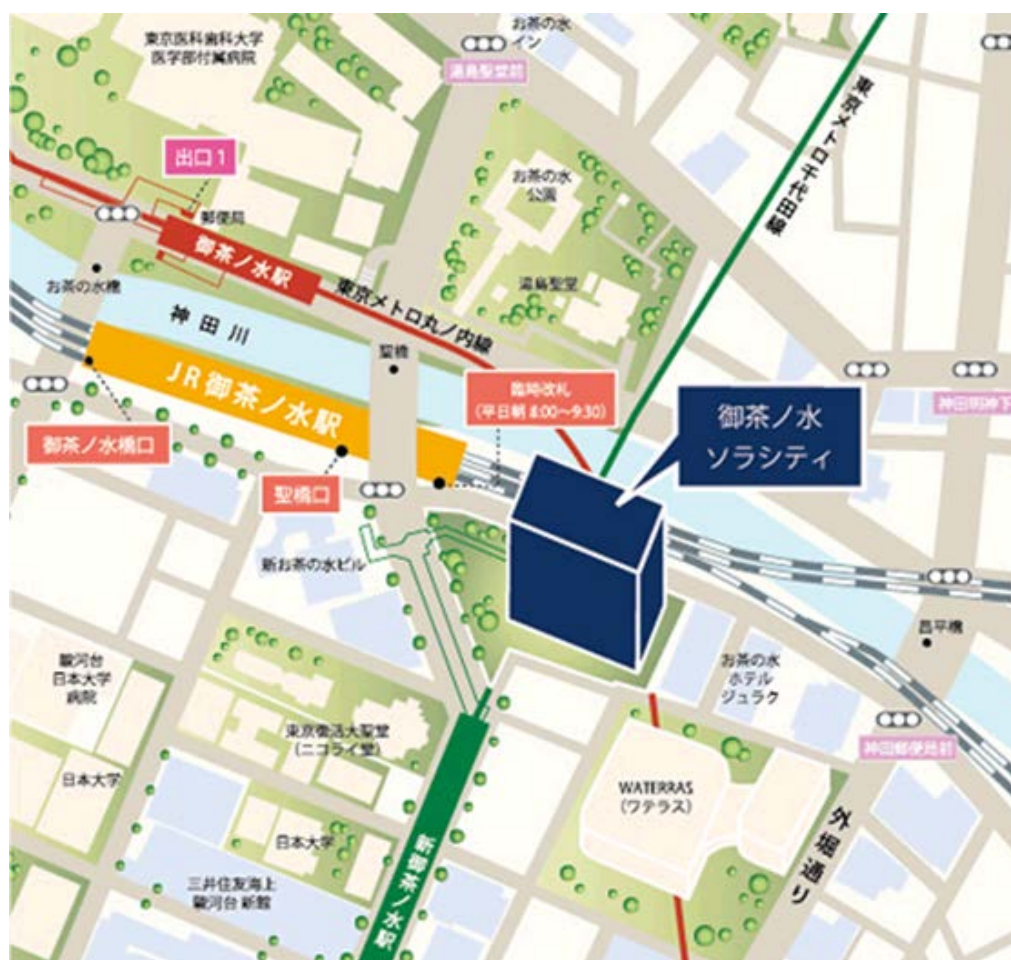 東京医科歯科大学
医学部付属病院
お茶の水
イン
湯島聖堂前
東京メトロ千代田線
出口1
郵便局
お茶の水
公園
御茶ノ水駅
湯島聖堂
お茶の水橋
東京メトロ丸ノ内線
神田川
聖橋
JR御茶ノ水駅
臨時改札
(平日朝 8:00~9:30)
神田明神下
御茶ノ水
ソラシティ
御茶ノ水橋口
聖橋口
新お茶の水ビル
昌平橋
駿河台
日本大学
病院
お茶の水
ホテル
ジュラク
東京復活大聖堂
(ニコライ堂)
神田郵便局前
日本大学
WATERRAS
(ワテラス)
外堀通り
日本大学
新御茶ノ水駅
三井住友海上
駿河台新館